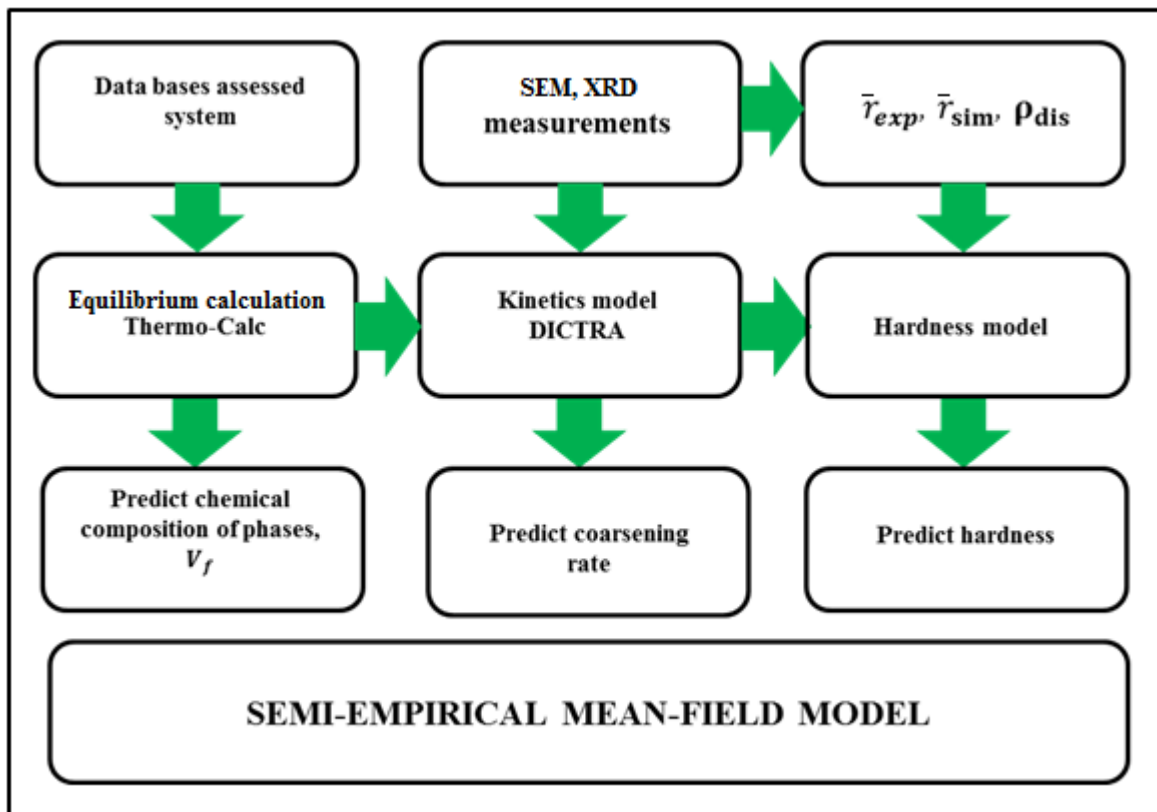 Data bases assessed
system
SEM, XRD
measurements
r̄exp, r̄sim, ρdis
Equilibrium calculation
Thermo-Calc
Kinetics model
DICTRA
Hardness model
Predict chemical
composition of phases,
Vf
Predict coarsening
rate
Predict hardness
SEMI-EMPIRICAL MEAN-FIELD MODEL